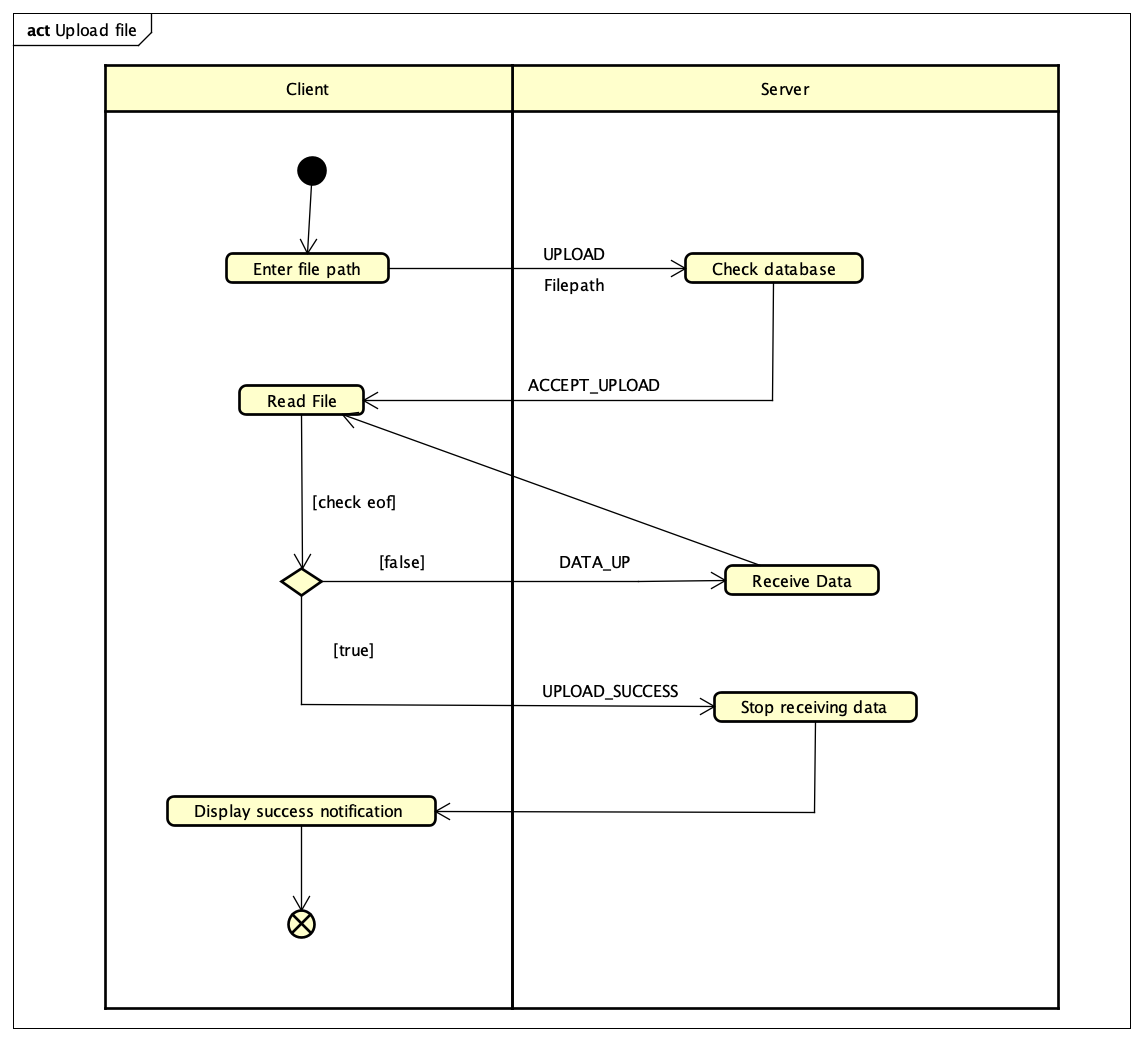 act Upload file
Client
Server
UPLOAD
Enter file path
Check database
Filepath
ACCEPT_UPLOAD
Read File
[check eof]
[false]
DATA_UP
Receive Data
[true]
UPLOAD_SUCCESS
Stop receiving data
Display success notification